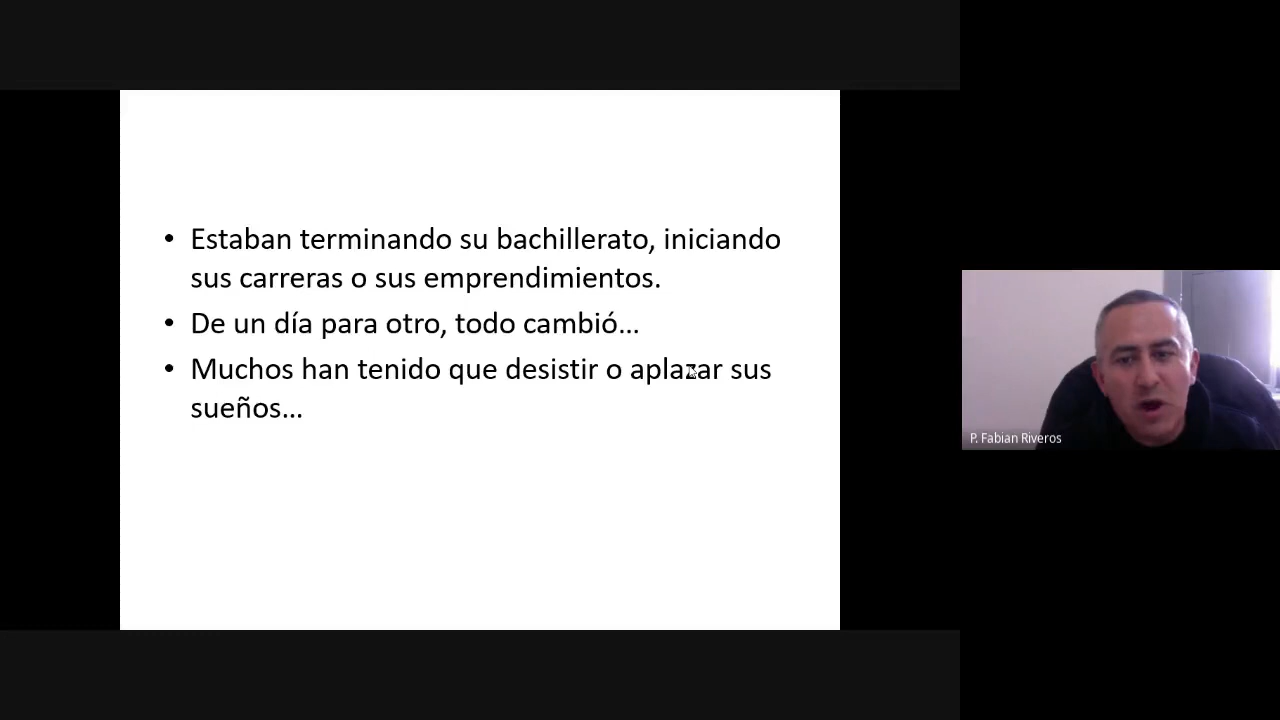 • Estaban terminando su bachillerato, iniciando
sus carreras o sus emprendimientos.
• De un día para otro, todo cambió...
• Muchos han tenido que desistir o aplazar sus
sueños...
P. Fabian Riveros